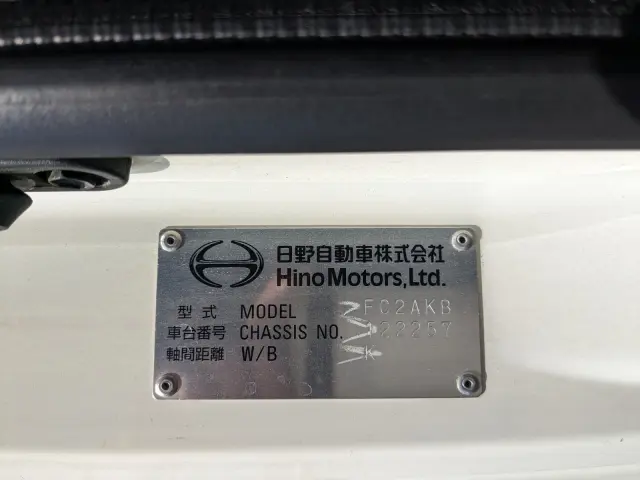 日野自動車株式会社
Hino Motors, Ltd.
型式 MODEL FC2AKB
車台番号 CHASSIS NO. 22257
軸間距離 W/B K